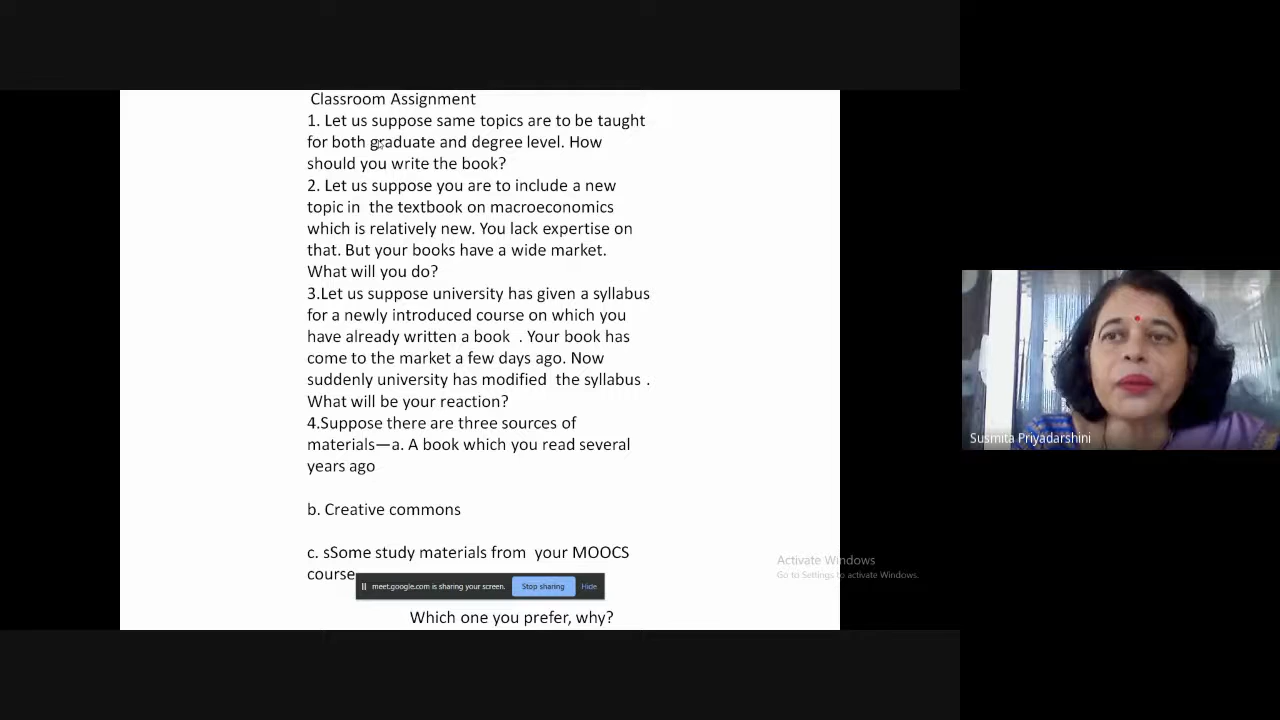 Classroom Assignment
1. Let us suppose same topics are to be taught
for both graduate and degree level. How
should you write the book?
2. Let us suppose you are to include a new
topic in  the textbook on macroeconomics
which is relatively new. You lack expertise on
that. But your books have a wide market.
What will you do?
3.Let us suppose university has given a syllabus
for a newly introduced course on which you
have already written a book  . Your book has
come to the market a few days ago. Now
suddenly university has modified  the syllabus .
What will be your reaction?
4.Suppose there are three sources of
materials—a. A book which you read several
years ago
b. Creative commons
c. sSome study materials from  your MOOCS
course
meet.google.com is sharing your screen. Stop sharing Hide
Which one you prefer, why?
Susmita Priyadarshini
Activate Windows
Go to Settings to activate Windows.